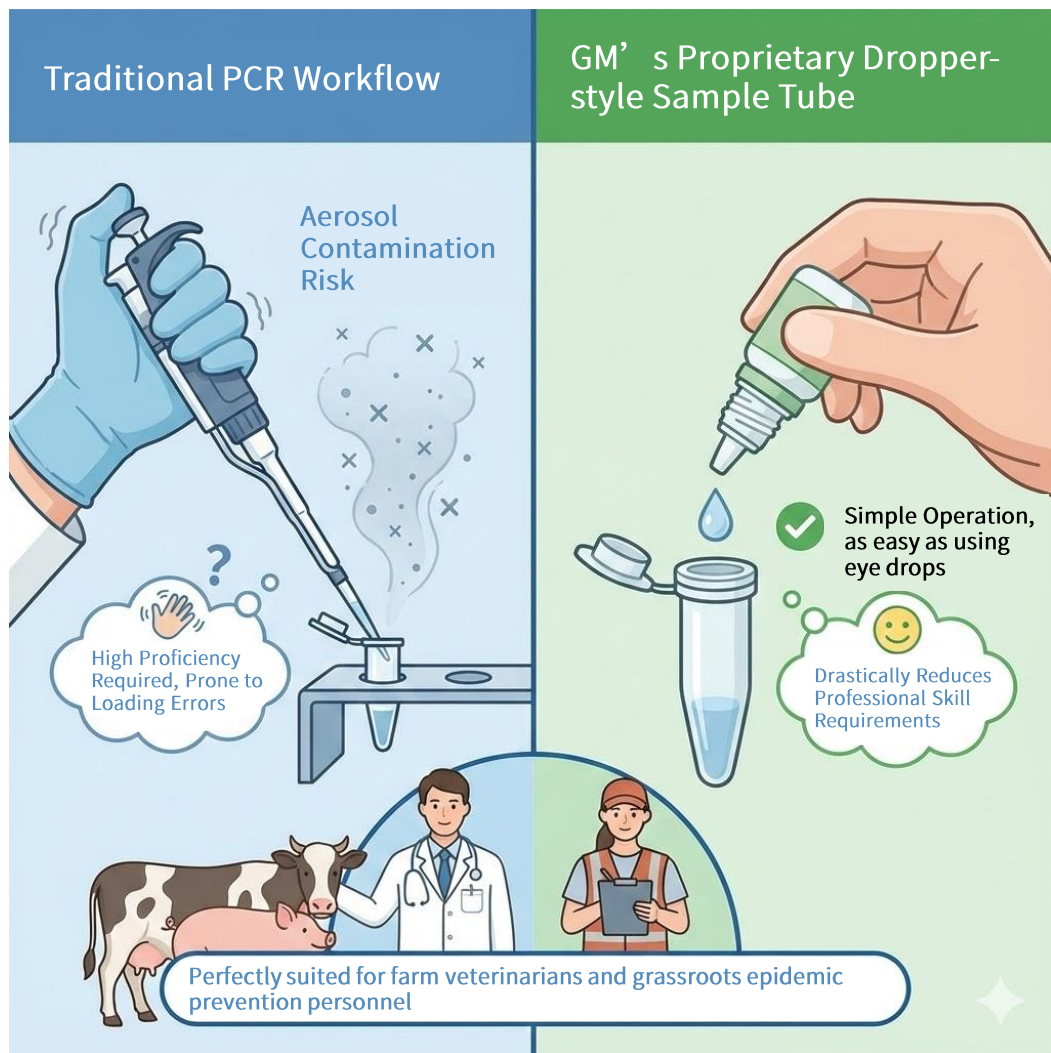 Traditional PCR Workflow
GM’ s Proprietary Dropper-
style Sample Tube
Aerosol
Contamination
Risk
?
High Proficiency
Required, Prone to
Loading Errors
Simple Operation,
as easy as using
eye drops
Drastically Reduces
Professional Skill
Requirements
Perfectly suited for farm veterinarians and grassroots epidemic
prevention personnel